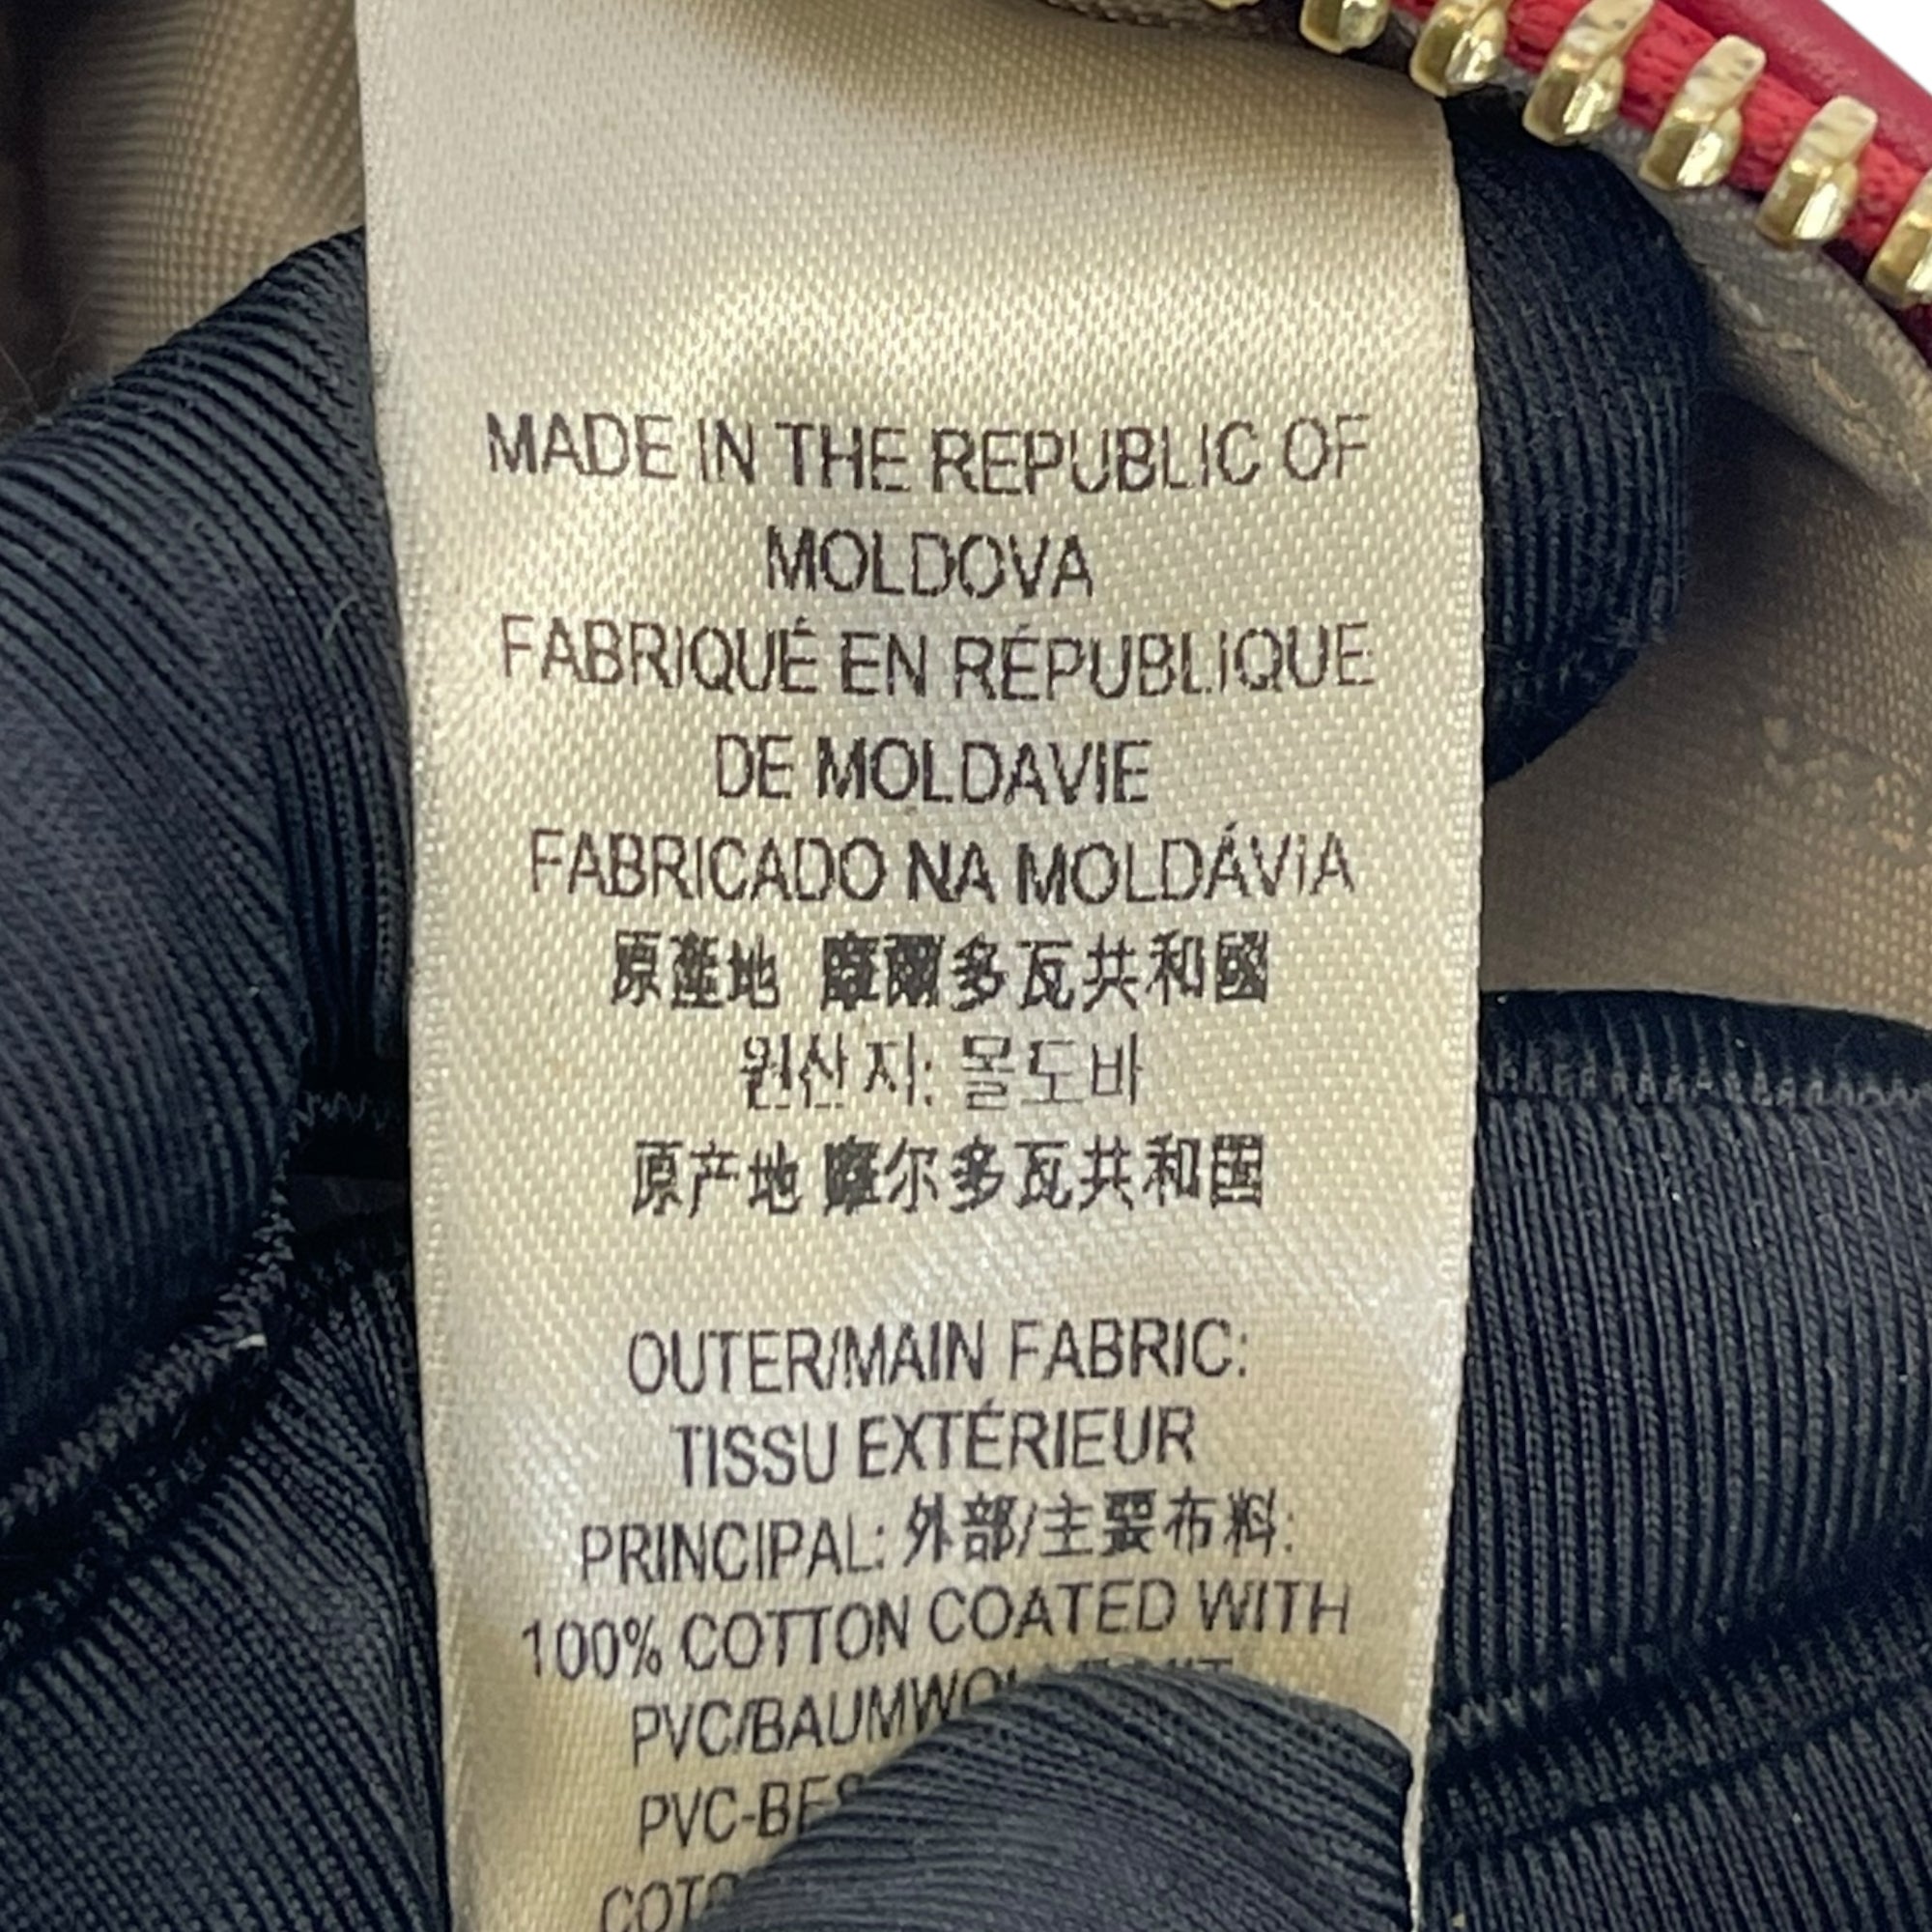 MADE IN THE REPUBLIC OF
MOLDOVA
FABRIQUÉ EN RÉPUBLIQUE
DE MOLDAVIE
FABRICADO NA MOLDÁVIA
原產地 摩爾多瓦共和國
원산지: 몰도바
原产地 摩尔多瓦共和国
OUTER/MAIN FABRIC:
TISSU EXTÉRIEUR
PRINCIPAL: 外部/主要布料:
100% COTTON COATED WITH
PVC/